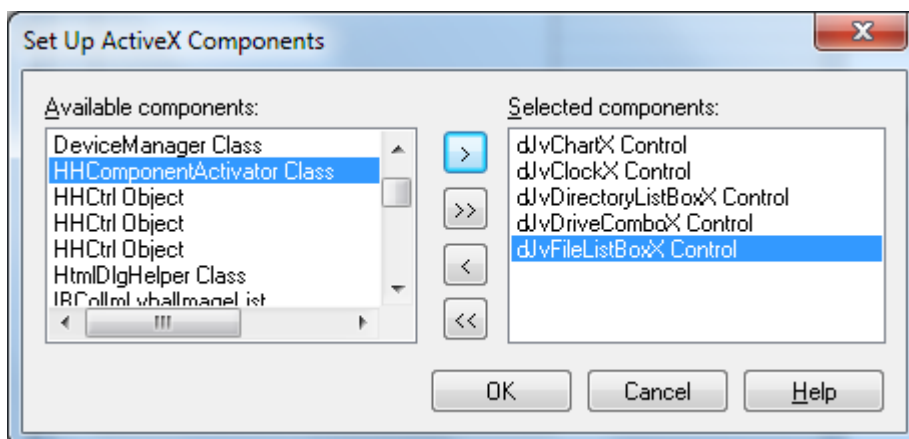 Set Up ActiveX Components
Available components:
DeviceManager Class
HHComponentActivator Class
HHCtrl Object
HHCtrl Object
HHCtrl Object
HtmlDlgHelper Class
>
>>
<
<<
Selected components:
dJvChartX Control
dJvClockX Control
dJvDirectoryListBoxX Control
dJvDriveComboX Control
dJvFileListBoxX Control
OK
Cancel
Help